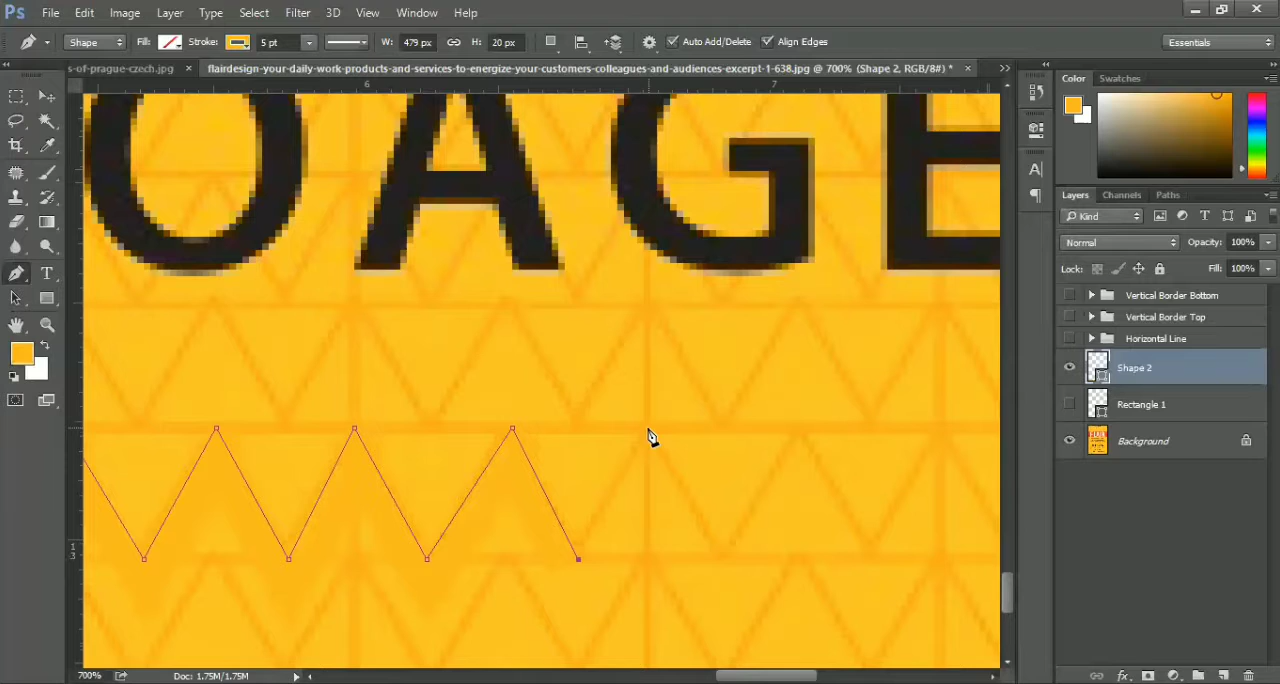 Ps File Edit Image Layer Type Select Filter 3D View Window Help
Shape Fill: Stroke: 5 pt W: 479 px H: 20 px Auto Add/Delete Align Edges Essentials
s-of-prague-czech.jpg × flairdesign-your-daily-work-products-and-services-to-energize-your-customers-colleagues-and-audiences-excerpt-1-638.jpg @ 700% (Shape 2, RGB/8#) * ×
6 7
13
OAGE
Color Swatches
Layers Channels Paths
Kind
Normal Opacity: 100%
Lock: Fill: 100%
Vertical Border Bottom
Vertical Border Top
Horizontal Line
Shape 2
Rectangle 1
Background
700% Doc: 1.75M/1.75M